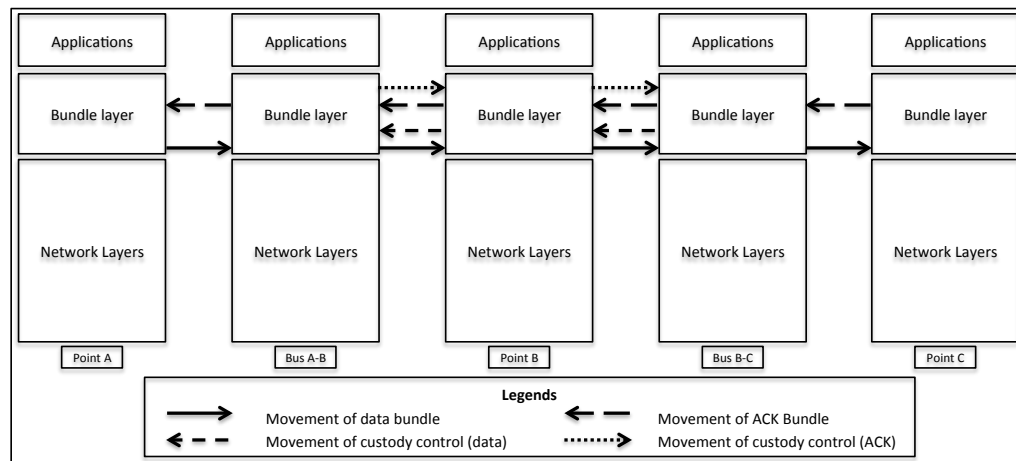 Applications
Applications
Applications
Applications
Applications
Bundle layer
Bundle layer
Bundle layer
Bundle layer
Bundle layer
Network Layers
Network Layers
Network Layers
Network Layers
Network Layers
Point A
Bus A-B
Point B
Bus B-C
Point C
Legends
Movement of data bundle
Movement of ACK Bundle
Movement of custody control (data)
Movement of custody control (ACK)